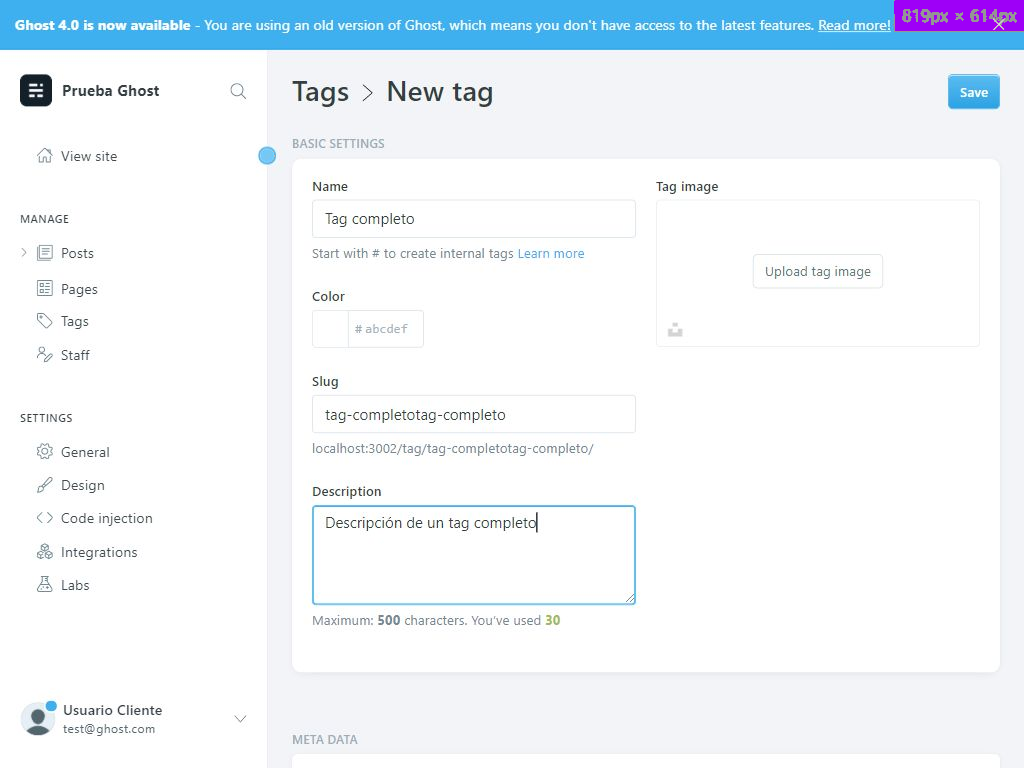 Ghost 4.0 is now available - You are using an old version of Ghost, which means you don't have access to the latest features. Read more!
819px × 614px
Prueba Ghost
Tags > New tag
Save
View site
MANAGE
Posts
Pages
Tags
Staff
SETTINGS
General
Design
Code injection
Integrations
Labs
Usuario Cliente
test@ghost.com
BASIC SETTINGS
Name
Tag completo
Start with # to create internal tags Learn more
Color
# abcdef
Slug
tag-completotag-completo
localhost:3002/tag/tag-completotag-completo/
Description
Descripción de un tag completo
Maximum: 500 characters. You've used 30
Tag image
Upload tag image
META DATA